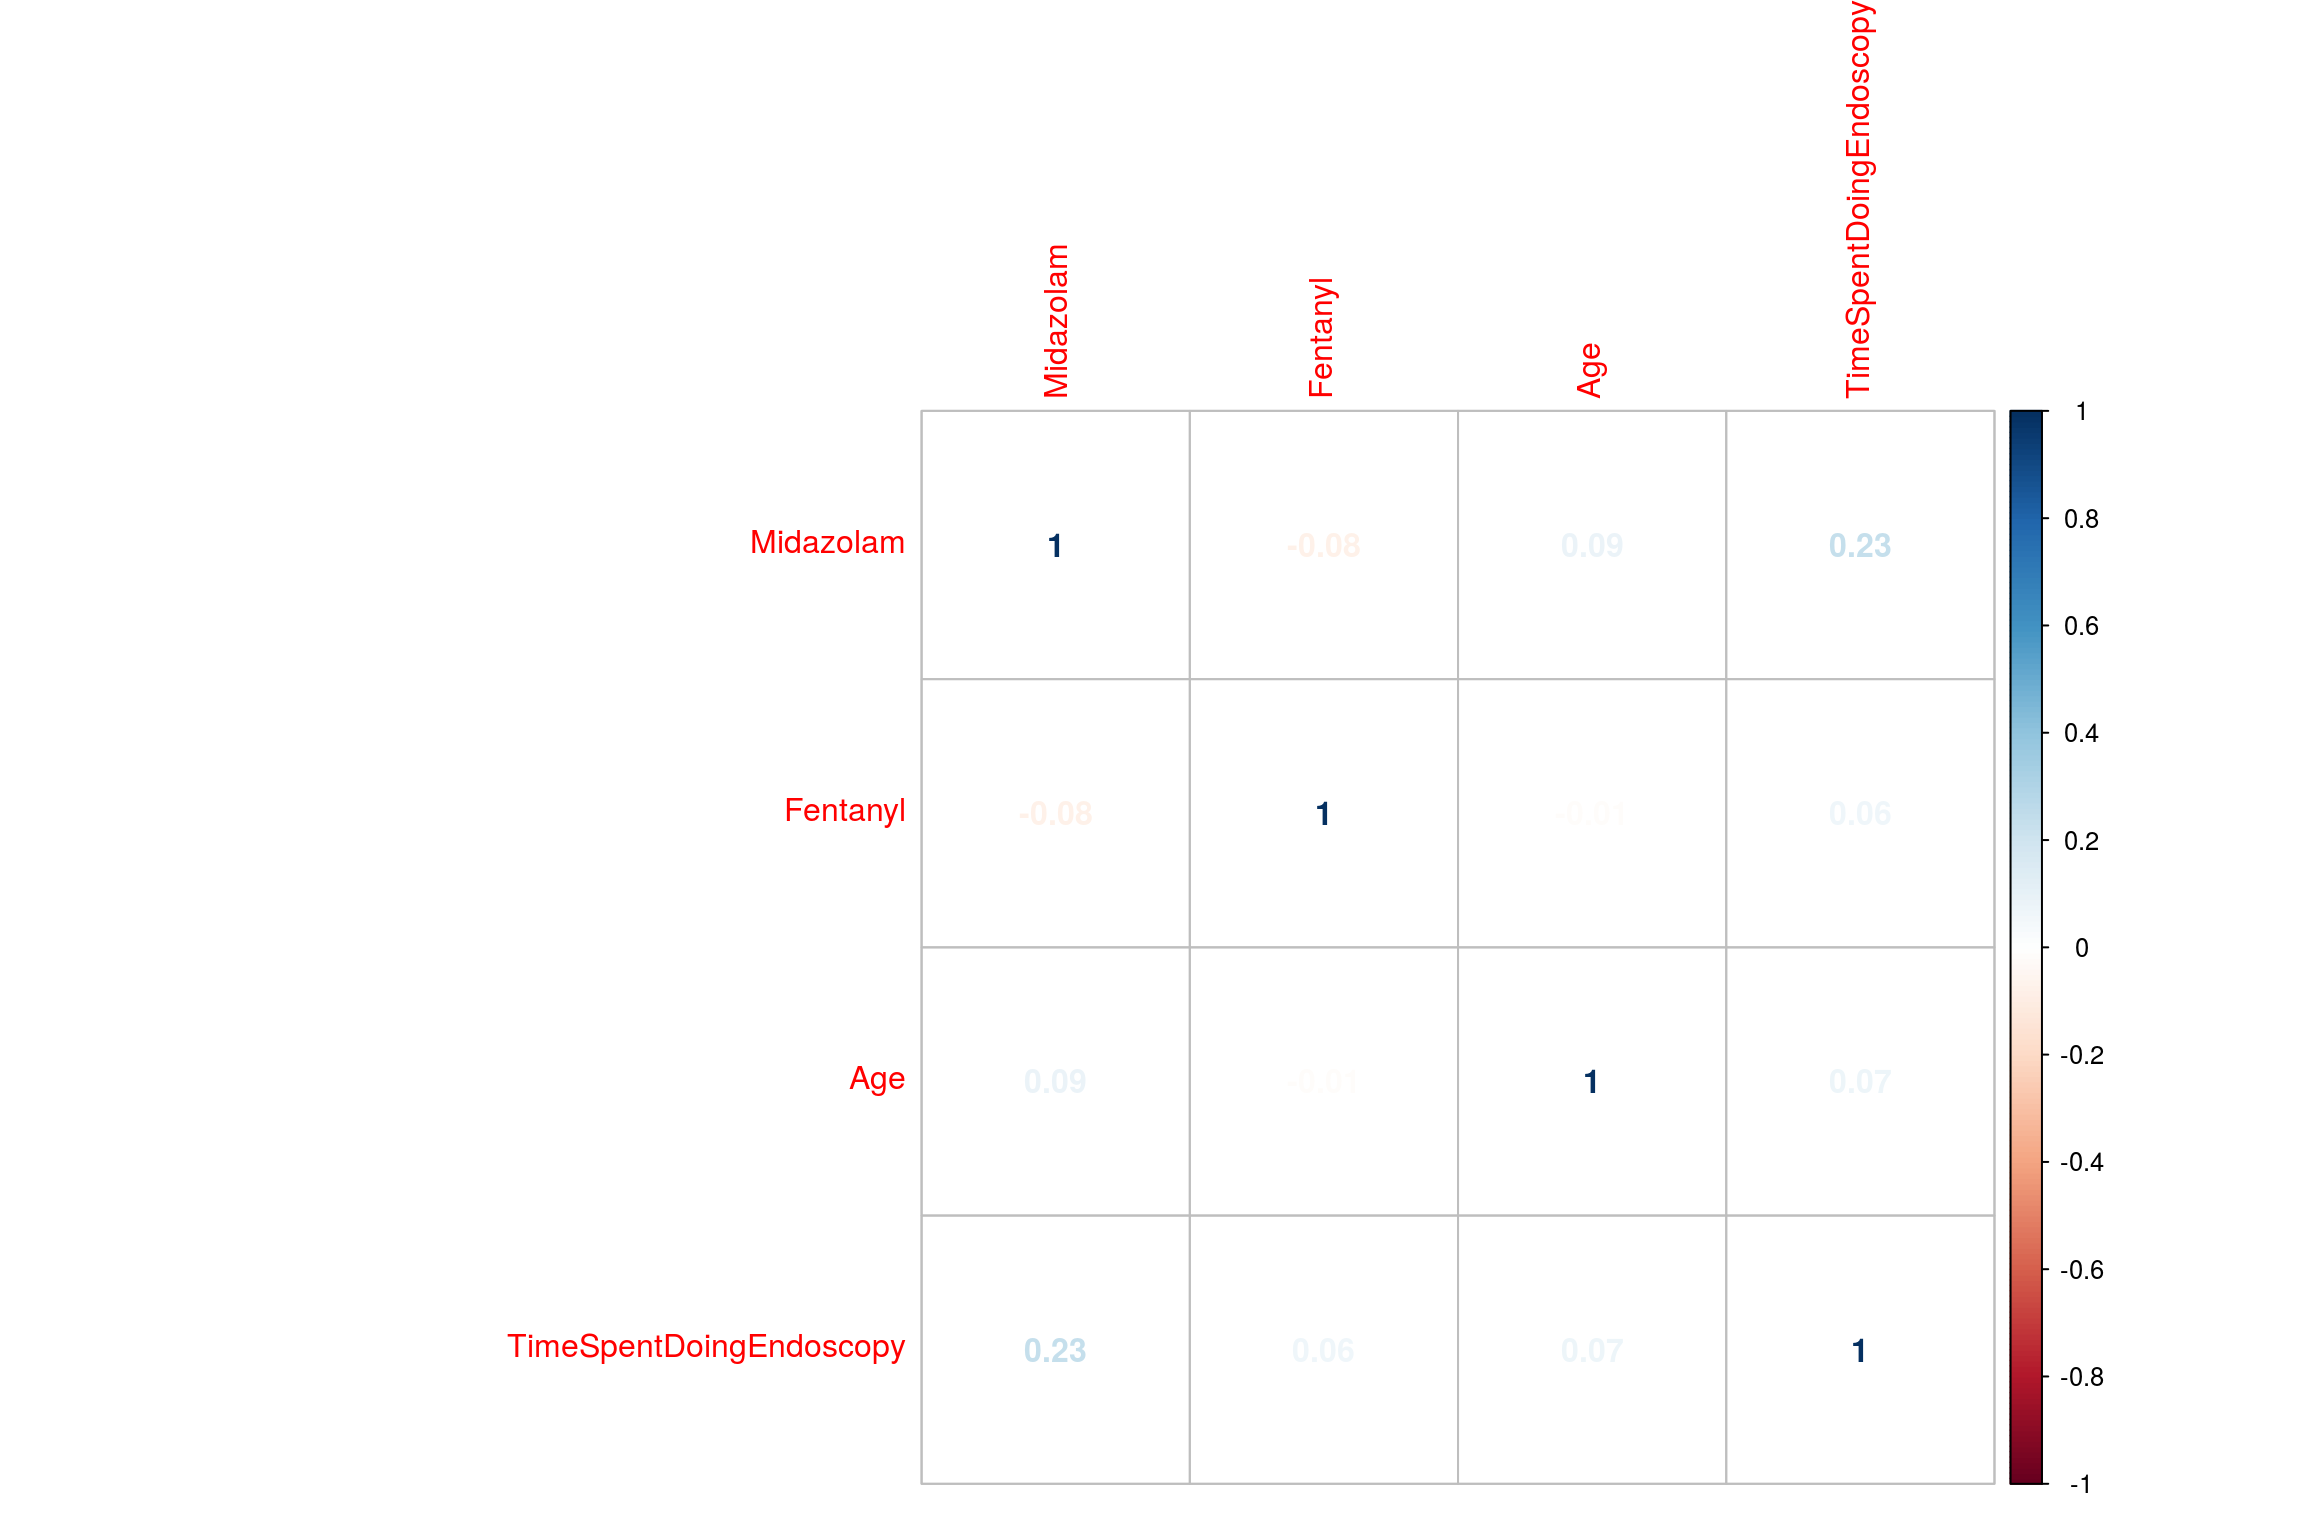 Midazolam
Fentanyl
Age
TimeSpentDoingEndoscopy
Midazolam 1 -0.08 0.09 0.23
Fentanyl -0.08 1 -0.01 0.06
Age 0.09 -0.01 1 0.07
TimeSpentDoingEndoscopy 0.23 0.06 0.07 1
1
0.8
0.6
0.4
0.2
0
-0.2
-0.4
-0.6
-0.8
-1